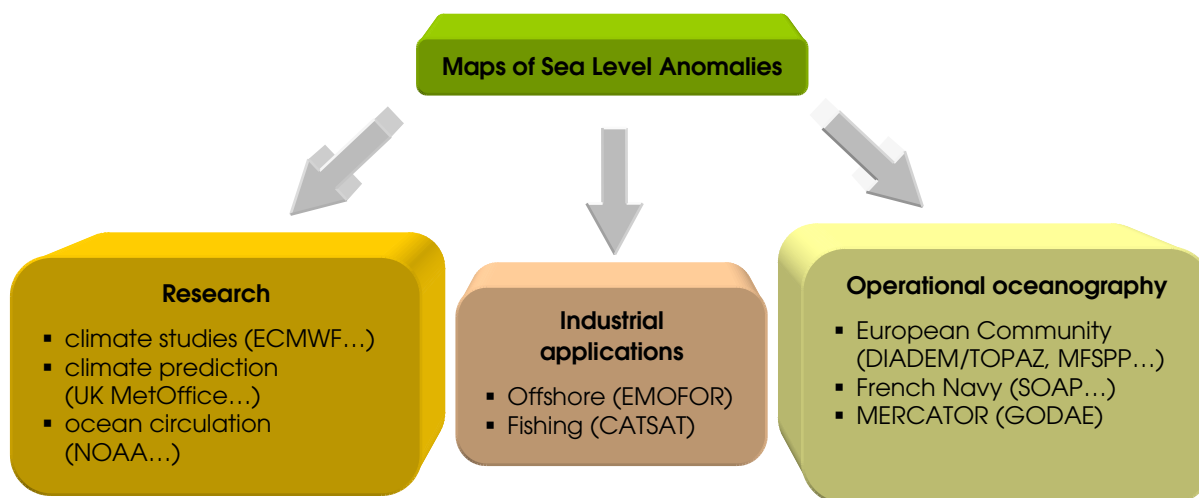 Maps of Sea Level Anomalies
Research
▪ climate studies (ECMWF…)
▪ climate prediction
(UK MetOffice…)
▪ ocean circulation
(NOAA…)
Industrial
applications
▪ Offshore (EMOFOR)
▪ Fishing (CATSAT)
Operational oceanography
▪ European Community
(DIADEM/TOPAZ, MFSPP…)
▪ French Navy (SOAP…)
▪ MERCATOR (GODAE)